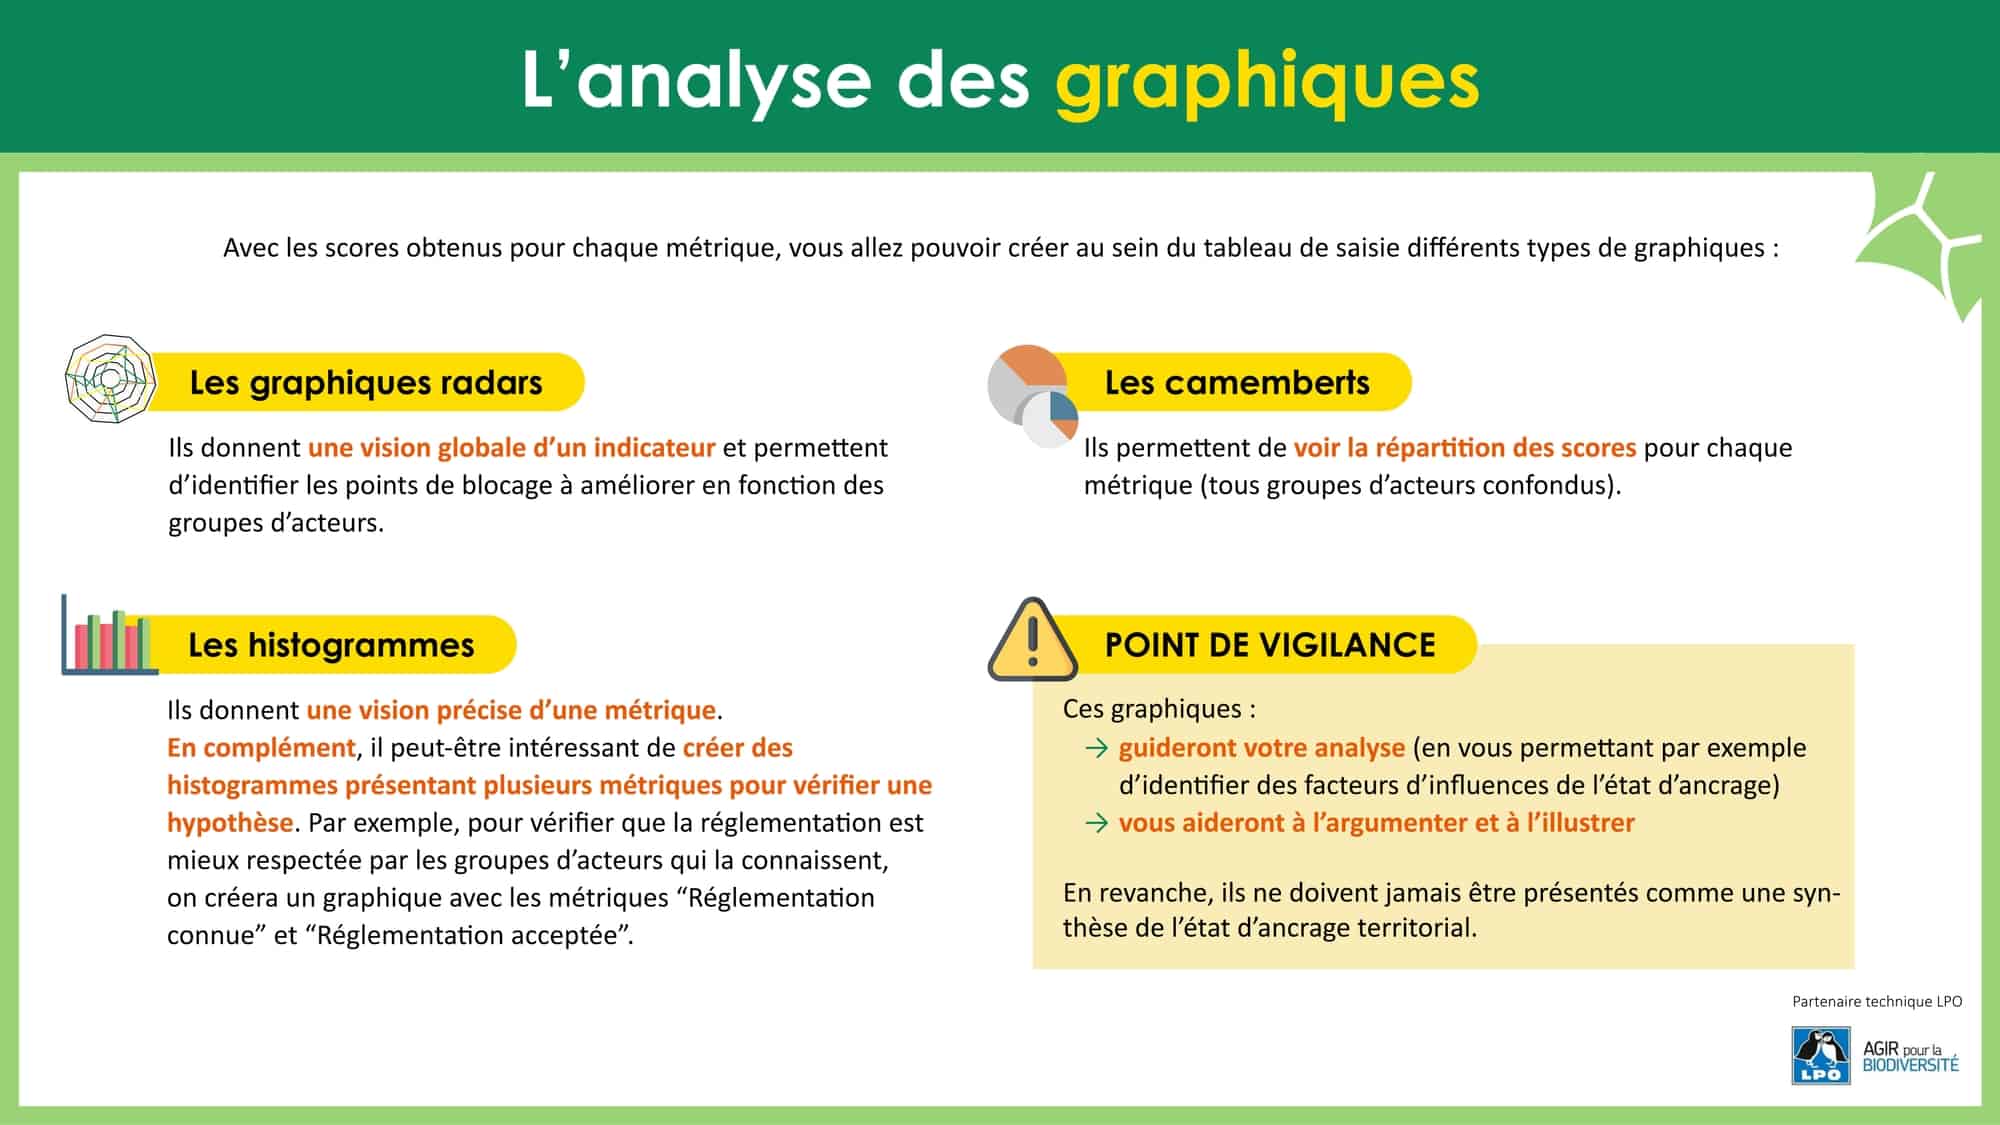 L’analyse des graphiques
Avec les scores obtenus pour chaque métrique, vous allez pouvoir créer au sein du tableau de saisie différents types de graphiques :
Les graphiques radars
Ils donnent une vision globale d’un indicateur et permettent
d’identifier les points de blocage à améliorer en fonction des
groupes d’acteurs.
Les camemberts
Ils permettent de voir la répartition des scores pour chaque
métrique (tous groupes d’acteurs confondus).
Les histogrammes
Ils donnent une vision précise d’une métrique.
En complément, il peut-être intéressant de créer des
histogrammes présentant plusieurs métriques pour vérifier une
hypothèse. Par exemple, pour vérifier que la réglementation est
mieux respectée par les groupes d’acteurs qui la connaissent,
on créera un graphique avec les métriques “Réglementation
connue” et “Réglementation acceptée”.
POINT DE VIGILANCE
Ces graphiques :
→ guideront votre analyse (en vous permettant par exemple
d’identifier des facteurs d’influences de l’état d’ancrage)
→ vous aideront à l’argumenter et à l’illustrer
En revanche, ils ne doivent jamais être présentés comme une syn-
thèse de l’état d’ancrage territorial.
Partenaire technique LPO
LPO
AGIR pour la
BIODIVERSITÉ